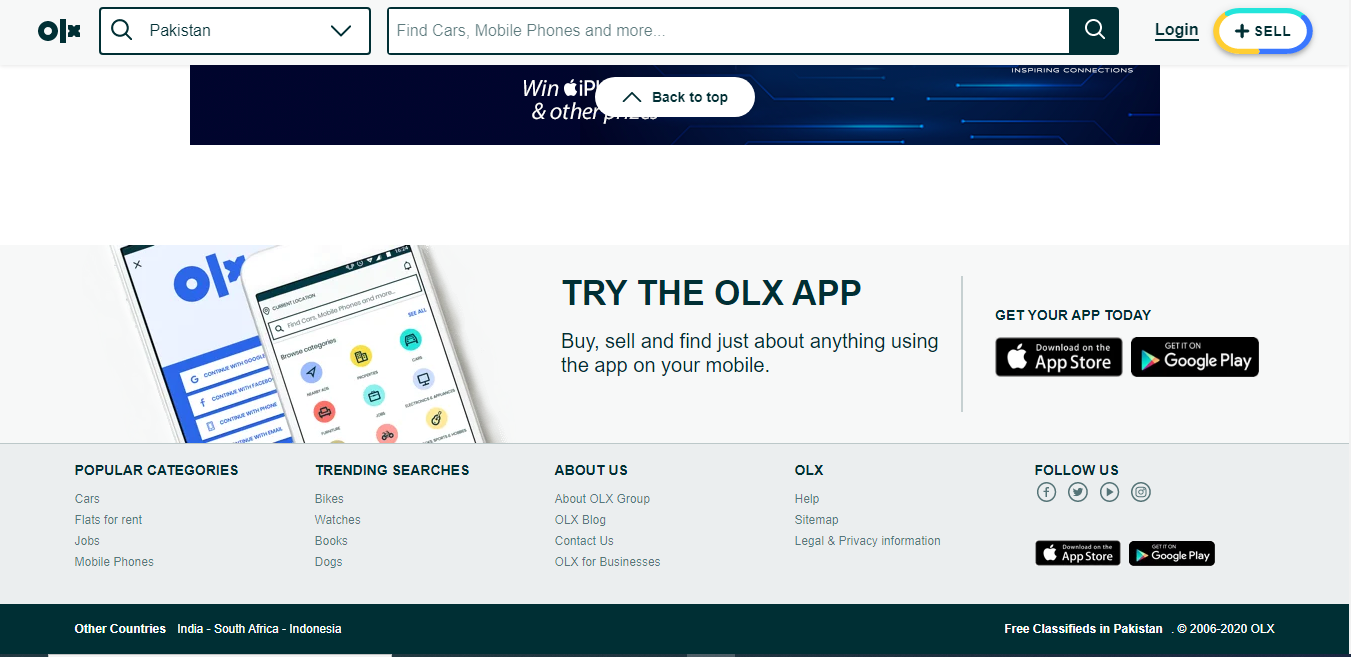 olx
Pakistan
Find Cars, Mobile Phones and more...
Login
+ SELL
INSPIRING CONNECTIONS
Win
& other prizes
Back to top
olx
CONTINUE WITH GOOGLE
CONTINUE WITH FACEBO
CONTINUE WITH PHONE
CONTINUE WITH EMAIL
16:24
CURRENT LOCATION
Find Cars, Mobile Phones and more...
Browse categories
SEE ALL
NEARBY ADS
PROPERTIES
CARS
FURNITURE
JOBS
ELECTRONICS & APPLIANCES
SPORTS & HOBBIES
TRY THE OLX APP
Buy, sell and find just about anything using
the app on your mobile.
GET YOUR APP TODAY
Download on the
App Store
GET IT ON
Google Play
POPULAR CATEGORIES
Cars
Flats for rent
Jobs
Mobile Phones
TRENDING SEARCHES
Bikes
Watches
Books
Dogs
ABOUT US
About OLX Group
OLX Blog
Contact Us
OLX for Businesses
OLX
Help
Sitemap
Legal & Privacy information
FOLLOW US
Download on the
App Store
GET IT ON
Google Play
Other Countries India - South Africa - Indonesia
Free Classifieds in Pakistan . © 2006-2020 OLX